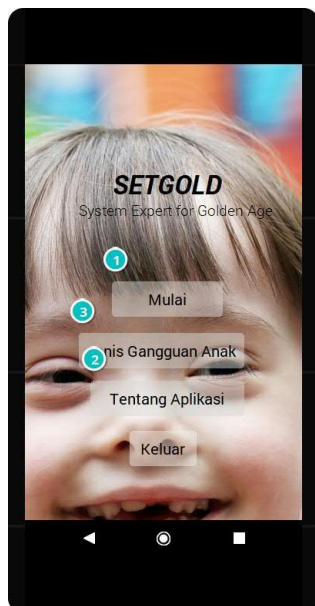 SETGOLD
System Expert for Golden Age
1
Mulai
3
nis Gangguan Anak
2
Tentang Aplikasi
Keluar